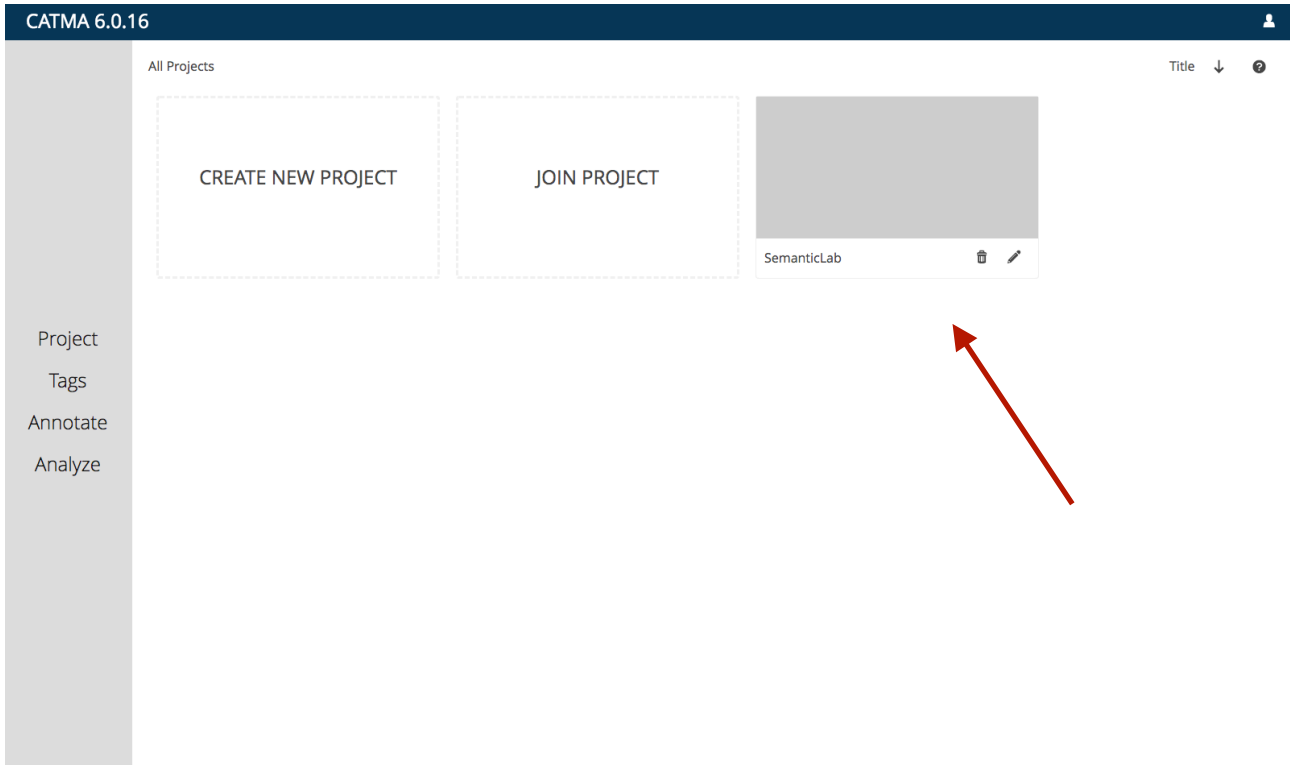 CATMA 6.0.16
All Projects
Title
CREATE NEW PROJECT
JOIN PROJECT
SemanticLab
Project
Tags
Annotate
Analyze